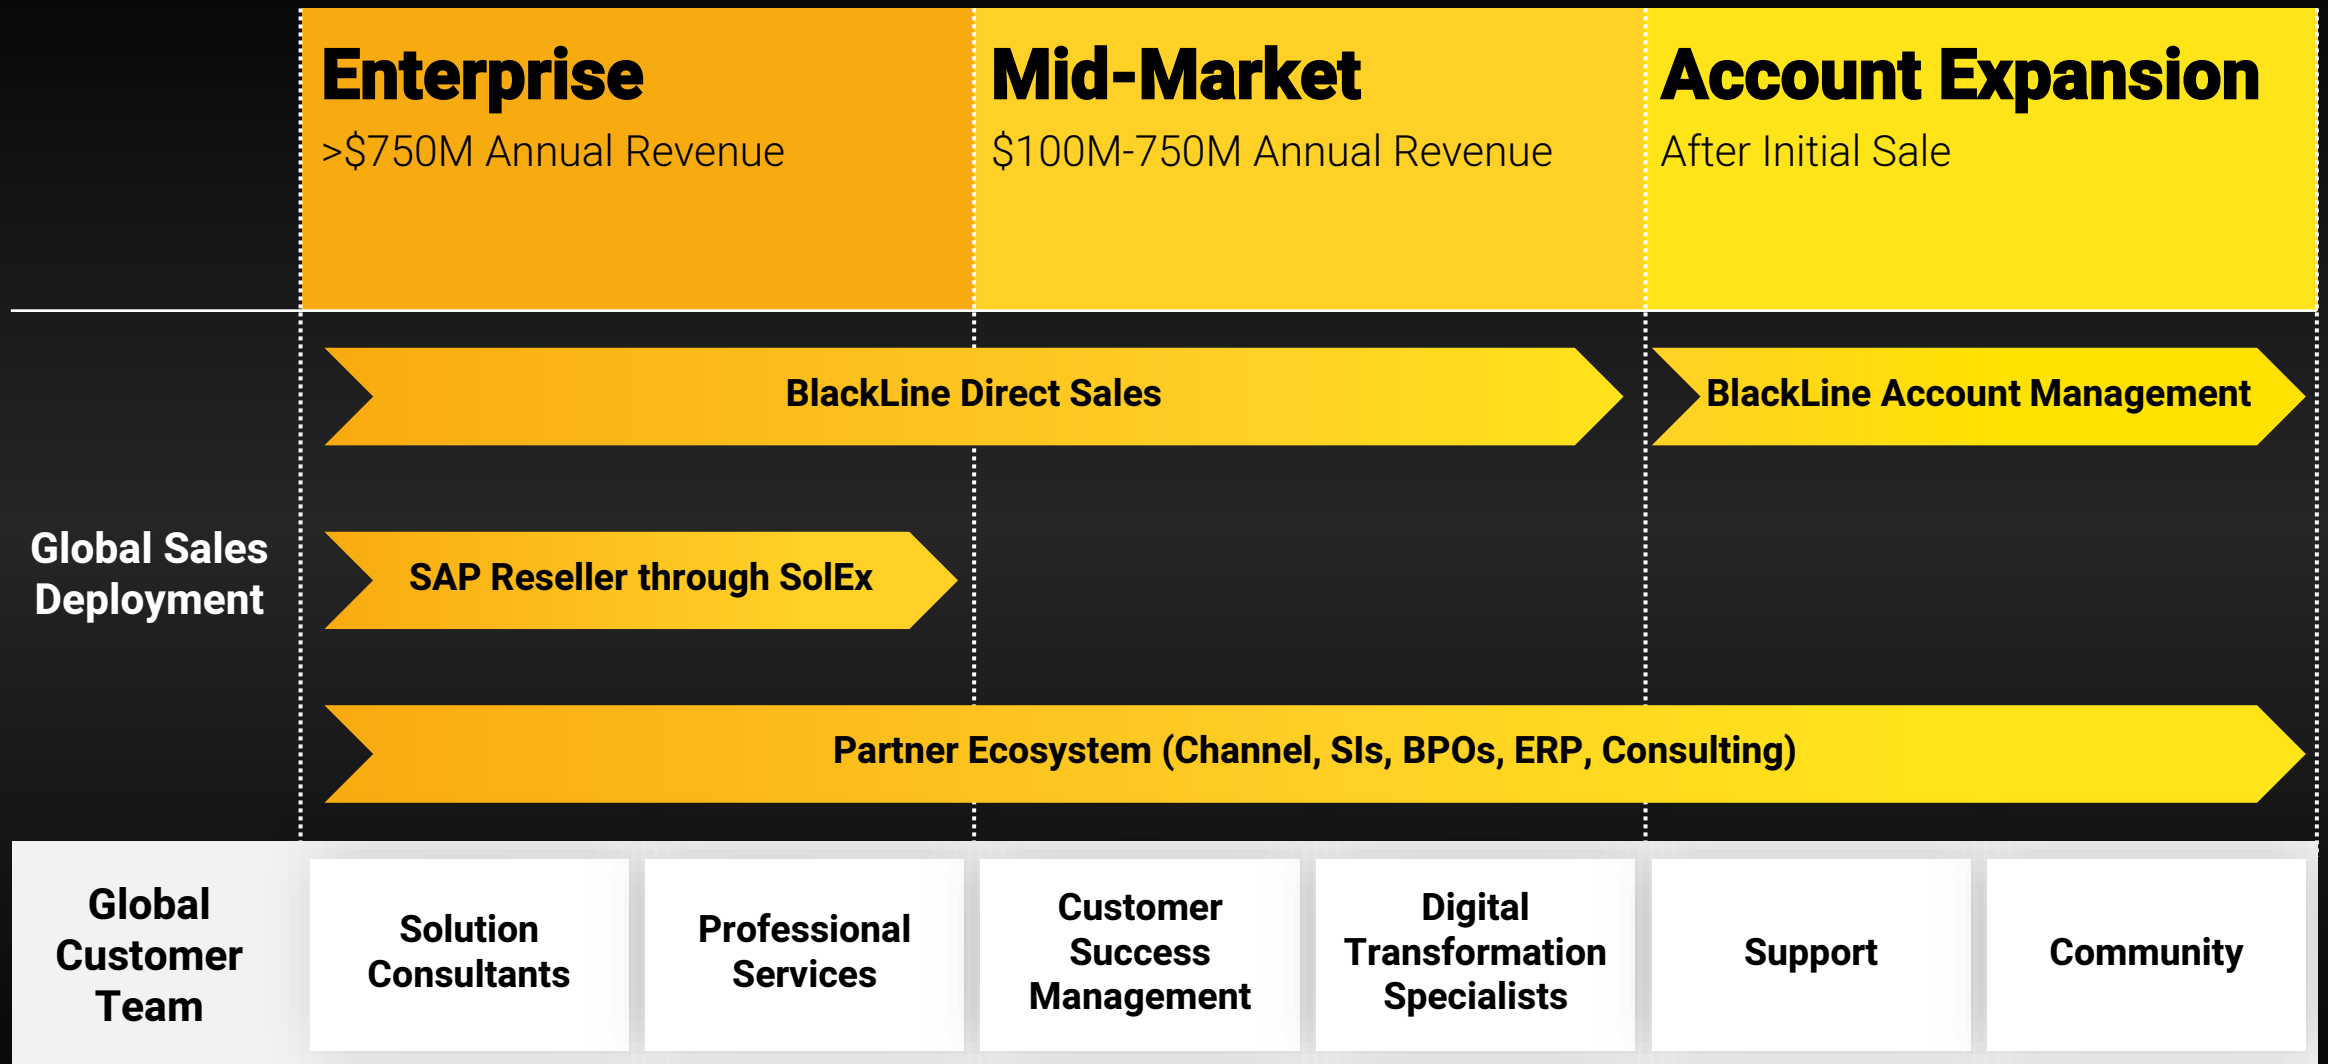 Enterprise
>$750M Annual Revenue
Mid-Market
$100M-750M Annual Revenue
Account Expansion
After Initial Sale
Global Sales
Deployment
BlackLine Direct Sales
BlackLine Account Management
SAP Reseller through SolEx
Partner Ecosystem (Channel, SIs, BPOs, ERP, Consulting)
Global
Customer
Team
Solution
Consultants
Professional
Services
Customer
Success
Management
Digital
Transformation
Specialists
Support
Community